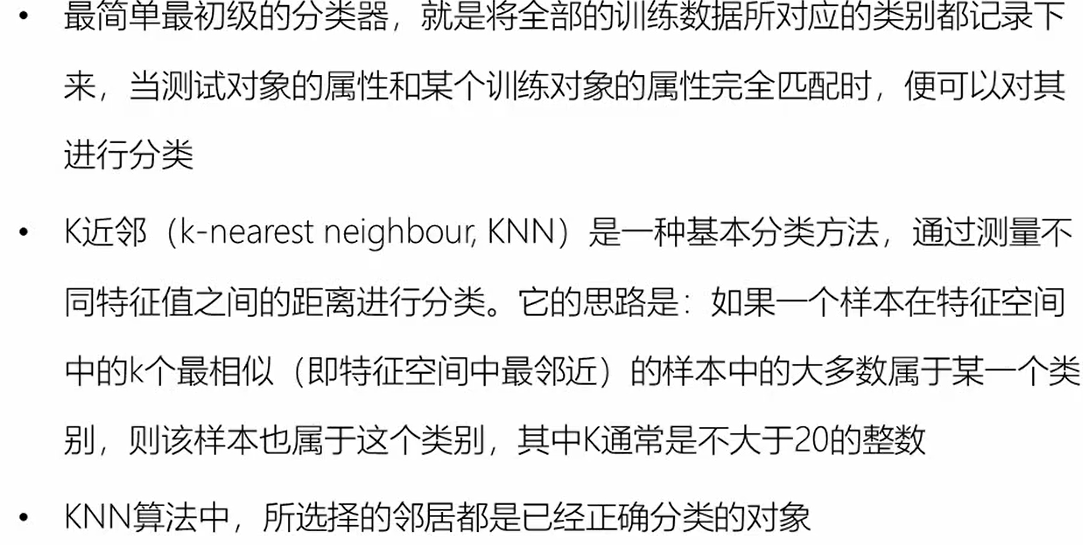 • 最简单最初级的分类器，就是将全部的训练数据所对应的类别都记录下
来，当测试对象的属性和某个训练对象的属性完全匹配时，便可以对其
进行分类
• K近邻（k-nearest neighbour, KNN）是一种基本分类方法，通过测量不
同特征值之间的距离进行分类。它的思路是：如果一个样本在特征空间
中的k个最相似（即特征空间中最邻近）的样本中的大多数属于某一个类
别，则该样本也属于这个类别，其中K通常是不大于20的整数
• KNN算法中，所选择的邻居都是已经正确分类的对象